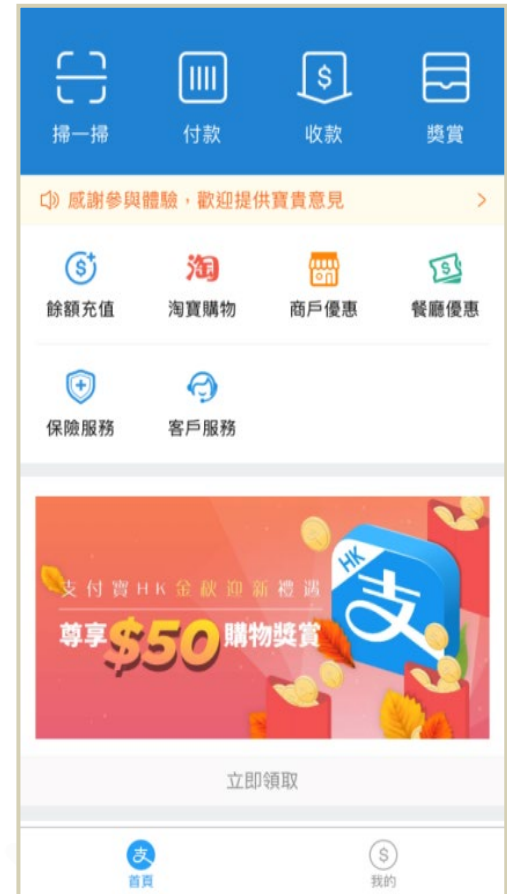 掃一掃 付款 收款 獎賞
感謝參與體驗，歡迎提供寶貴意見
淘
餘額充值 淘寶購物 商戶優惠 餐廳優惠
保險服務 客戶服務
HK
支
支付寶HK金秋迎新禮遇
尊享$50購物獎賞
立即領取
支
首頁 我的